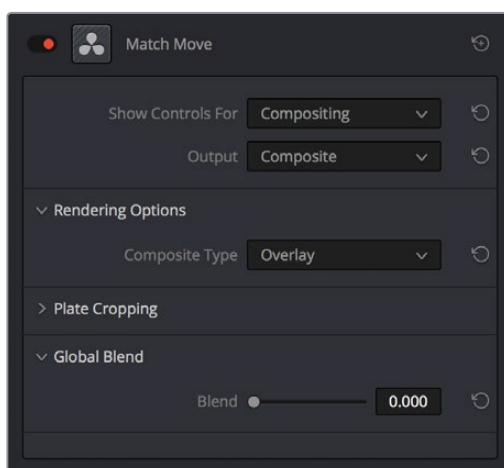 Match Move
Show Controls For Compositing
Output Composite
Rendering Options
Composite Type Overlay
Plate Cropping
Global Blend
Blend 0.000